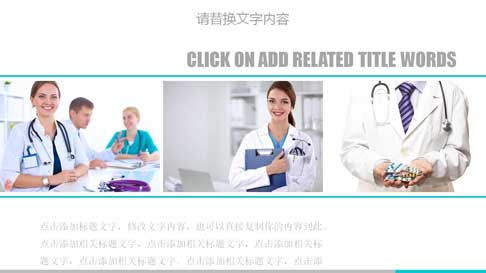 请替换文字内容
CLICK ON ADD RELATED TITLE WORDS
点击添加标题文字，修改文字内容，也可以直接复制你的内容到此。
点击添加相关标题文字，点击添加相关标题文字，点击添加相关标
题文字，点击添加相关标题文字。点击添加相关标题文字，点击添